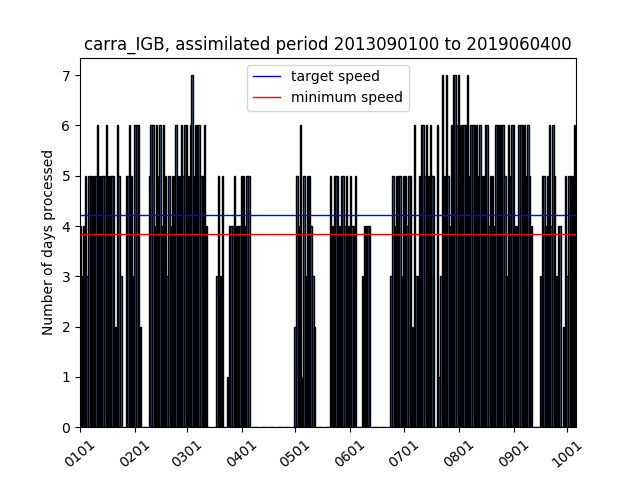 carra_IGB, assimilated period 2013090100 to 2019060400
target speed
minimum speed
Number of days processed
7
6
5
4
3
2
1
0
0101 0201 0301 0401 0501 0601 0701 0801 0901 1001